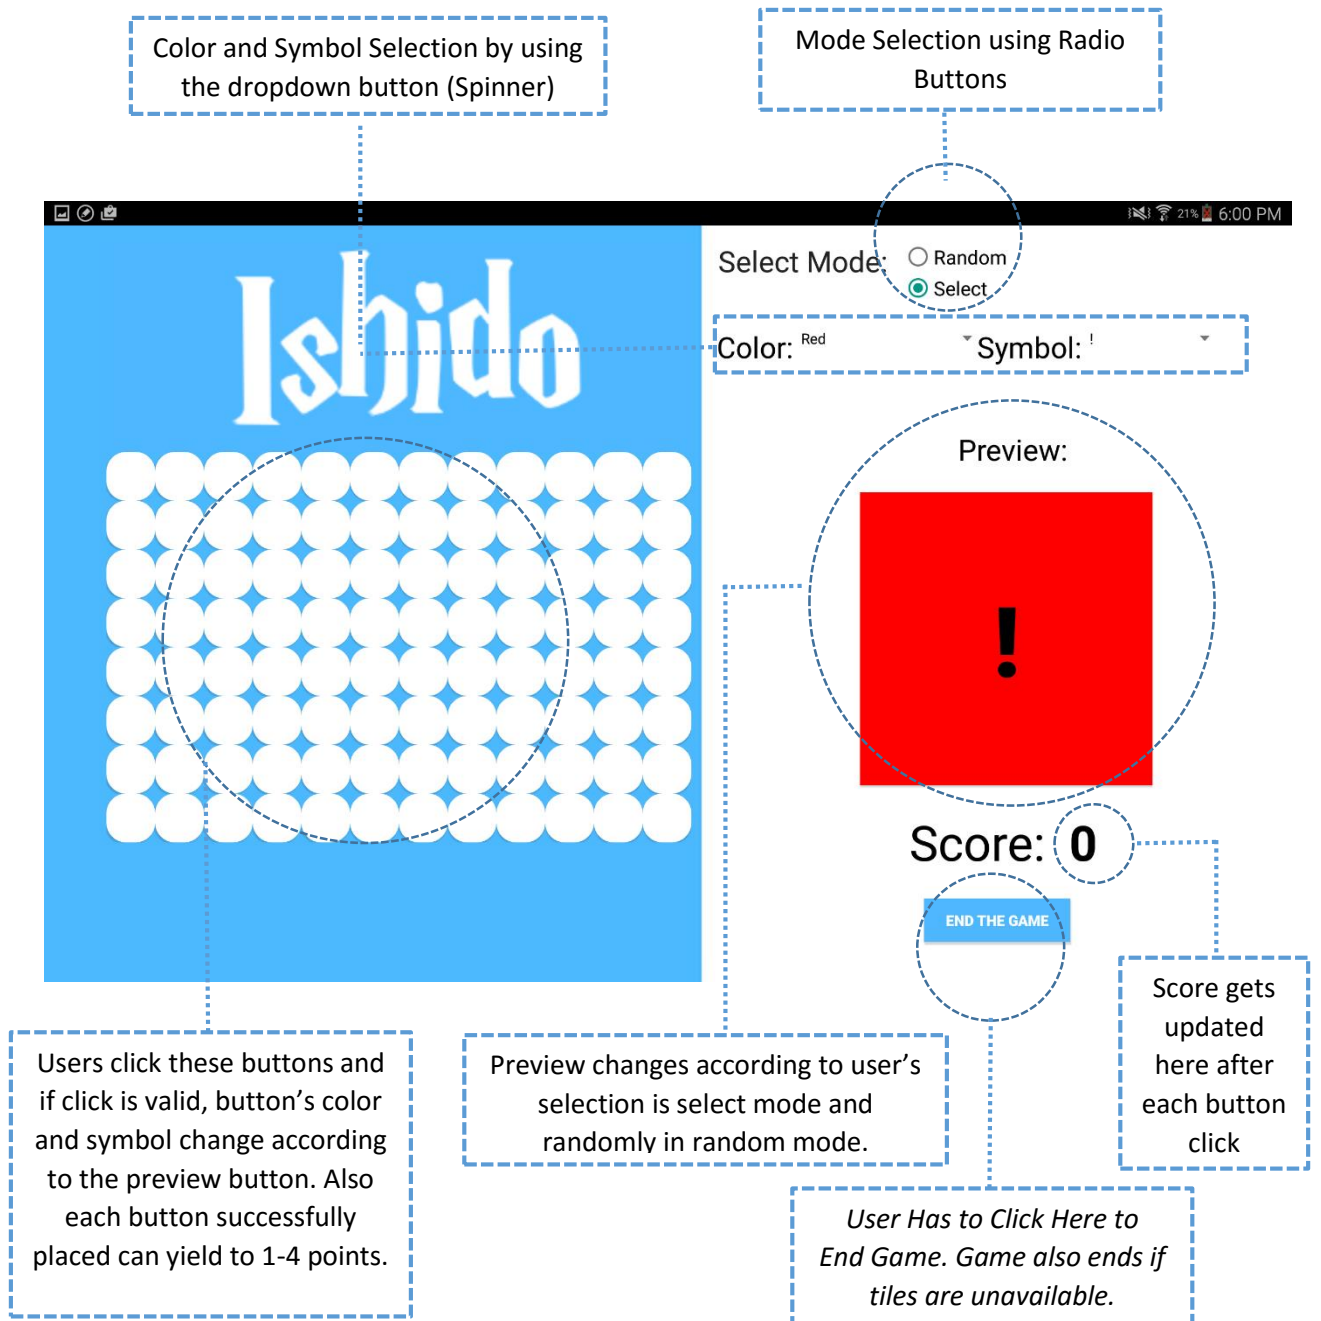 Color and Symbol Selection by using
the dropdown button (Spinner)
Mode Selection using Radio
Buttons
21% 6:00 PM
Ishido
Select Mode:
Random
Select
Color: Red
Symbol: !
Preview:
!
Score: 0
END THE GAME
Score gets
updated
here after
each button
click
Users click these buttons and
if click is valid, button's color
and symbol change according
to the preview button. Also
each button successfully
placed can yield to 1-4 points.
Preview changes according to user's
selection is select mode and
randomly in random mode.
User Has to Click Here to
End Game. Game also ends if
tiles are unavailable.